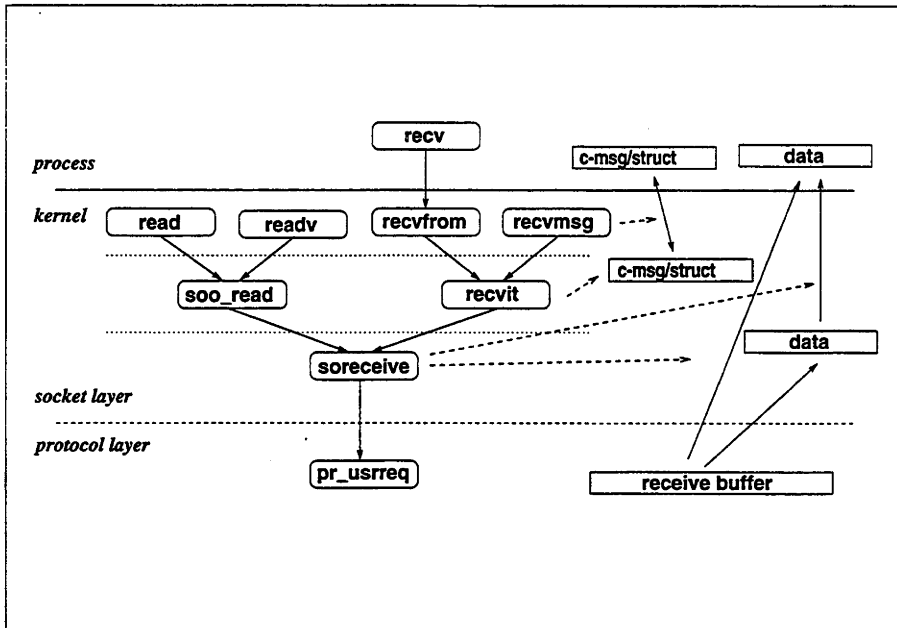 recv
process
c-msg/struct
data
kernel
read
readv
recvfrom
recvmsg
c-msg/struct
soo_read
recvit
data
soreceive
socket layer
protocol layer
pr_usrreq
receive buffer